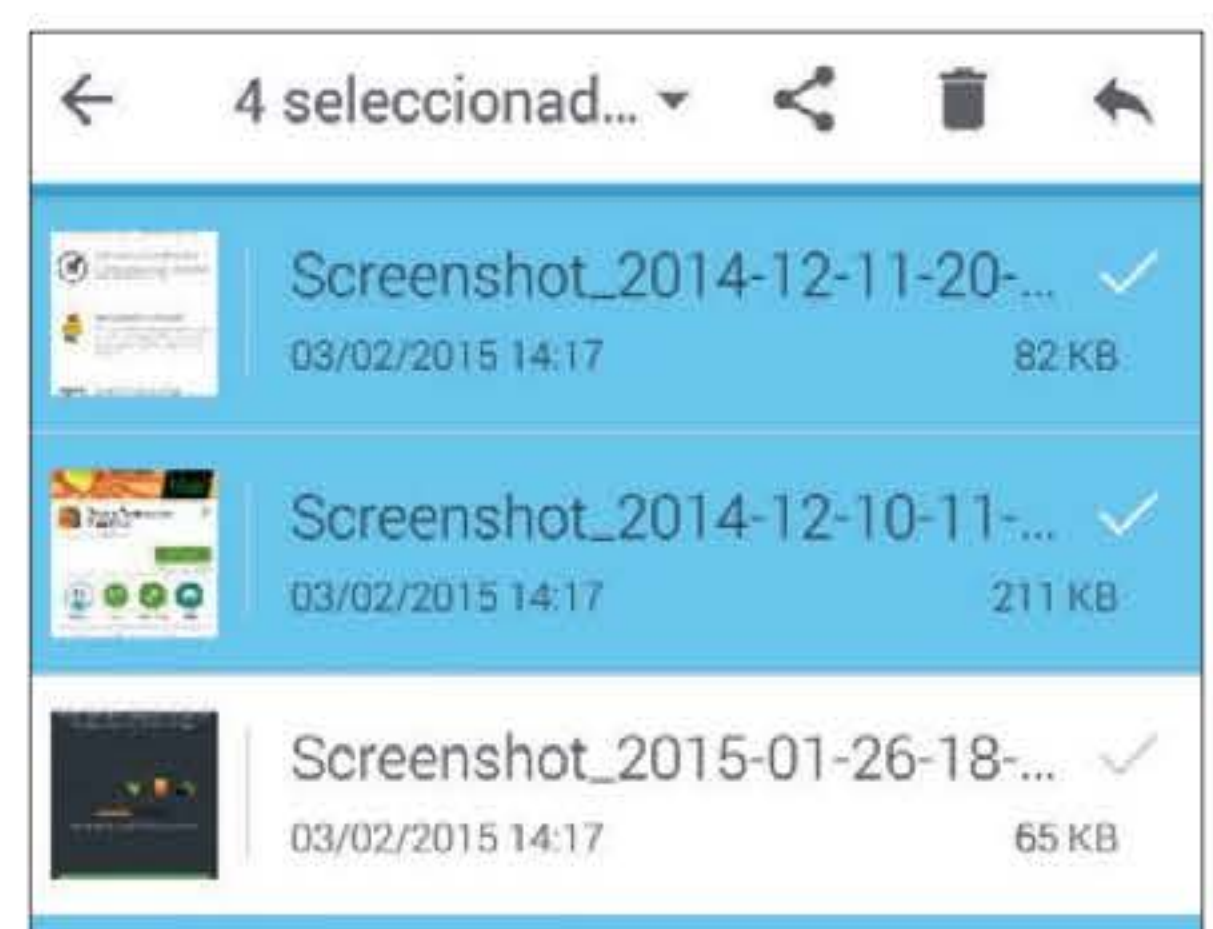 4 seleccionad...
Screenshot_2014-12-11-20-...
03/02/2015 14:17
82 KB
Screenshot_2014-12-10-11-...
03/02/2015 14:17
211 KB
Screenshot_2015-01-26-18-...
03/02/2015 14:17
65 KB